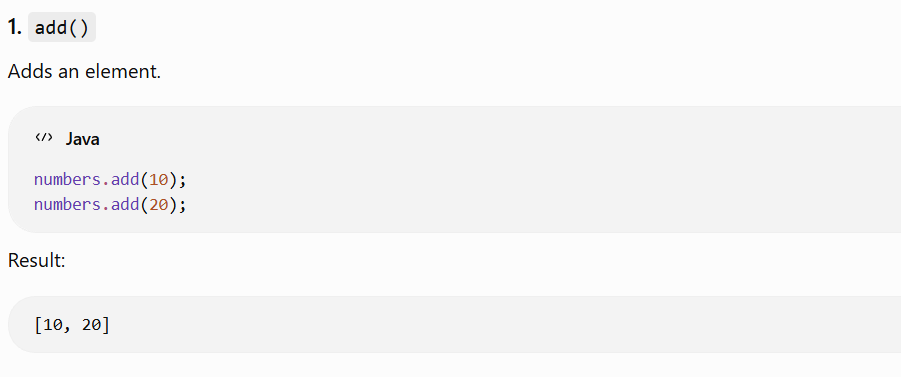 1. add()
Adds an element.
Java
numbers.add(10);
numbers.add(20);
Result:
[10, 20]